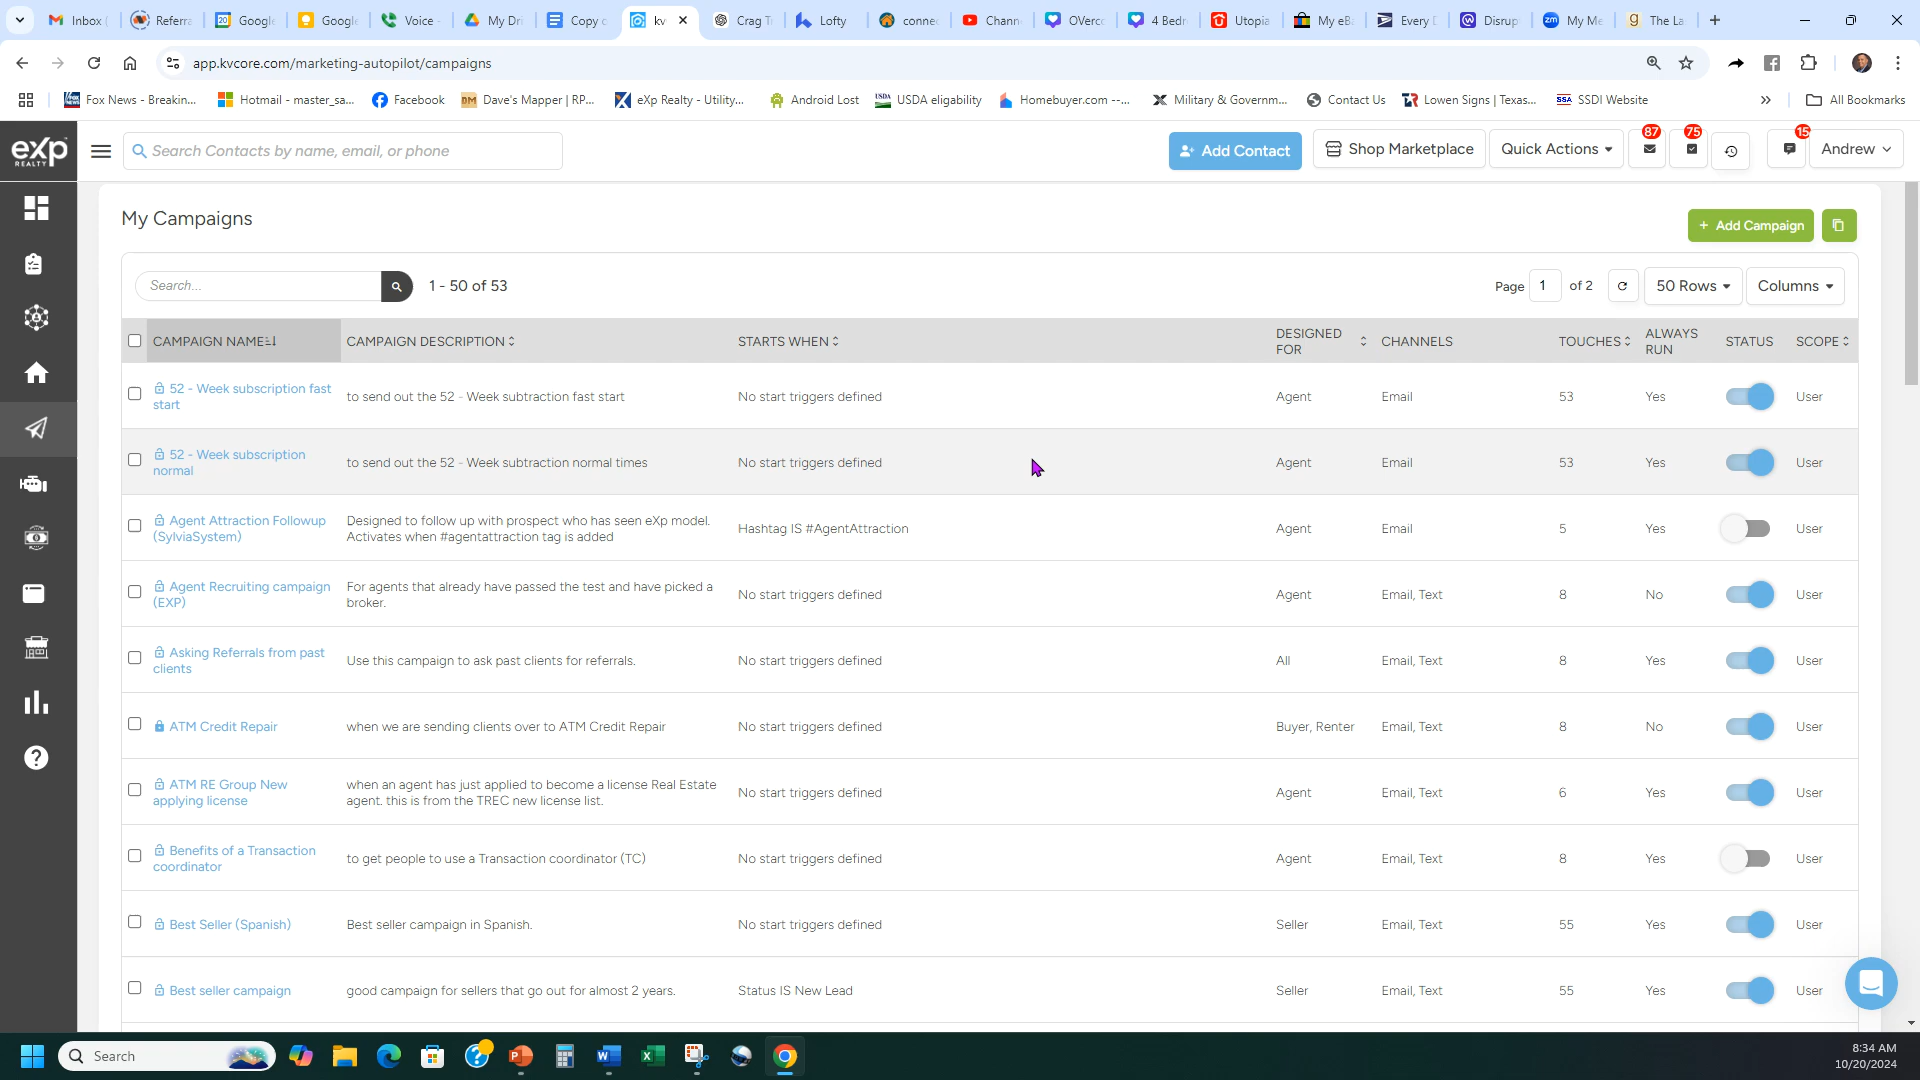 Inbox (
Referra
20 Google
Google
Voice -
My Dri
Copy o
kv
Crag Tr
Lofty
connec
Chann
OVerco
4 Bedr
Utopia
My eB
Every D
Disrup
zm My Me
g The La
app.kvcore.com/marketing-autopilot/campaigns
Fox News - Breakin...
Hotmail - master_sa...
Facebook
DM Dave's Mapper | RP...
eXp Realty - Utility...
Android Lost
USDA USDA eligability
Homebuyer.com --...
Military & Governm...
Contact Us
Lowen Signs | Texas...
SSA SSDI Website
»
All Bookmarks
eXp
REALTY
Search Contacts by name, email, or phone
Add Contact
Shop Marketplace
Quick Actions
87
75
15
Andrew
My Campaigns
+ Add Campaign
Search...
1 - 50 of 53
Page 1 of 2
50 Rows
Columns
CAMPAIGN NAME CAMPAIGN DESCRIPTION STARTS WHEN DESIGNED FOR CHANNELS TOUCHES ALWAYS RUN STATUS SCOPE
52 - Week subscription fast start to send out the 52 - Week subtraction fast start No start triggers defined Agent Email 53 Yes User
52 - Week subscription normal to send out the 52 - Week subtraction normal times No start triggers defined Agent Email 53 Yes User
Agent Attraction Followup (SylviaSystem) Designed to follow up with prospect who has seen eXp model. Activates when #agentattraction tag is added Hashtag IS #AgentAttraction Agent Email 5 Yes User
Agent Recruiting campaign (EXP) For agents that already have passed the test and have picked a broker. No start triggers defined Agent Email, Text 8 No User
Asking Referrals from past clients Use this campaign to ask past clients for referrals. No start triggers defined All Email, Text 8 Yes User
ATM Credit Repair when we are sending clients over to ATM Credit Repair No start triggers defined Buyer, Renter Email, Text 8 No User
ATM RE Group New applying license when an agent has just applied to become a license Real Estate agent. this is from the TREC new license list. No start triggers defined Agent Email, Text 6 Yes User
Benefits of a Transaction coordinator to get people to use a Transaction coordinator (TC) No start triggers defined Agent Email, Text 8 Yes User
Best Seller (Spanish) Best seller campaign in Spanish. No start triggers defined Seller Email, Text 55 Yes User
Best seller campaign good campaign for sellers that go out for almost 2 years. Status IS New Lead Seller Email, Text 55 Yes User
Search
8:34 AM
10/20/2024